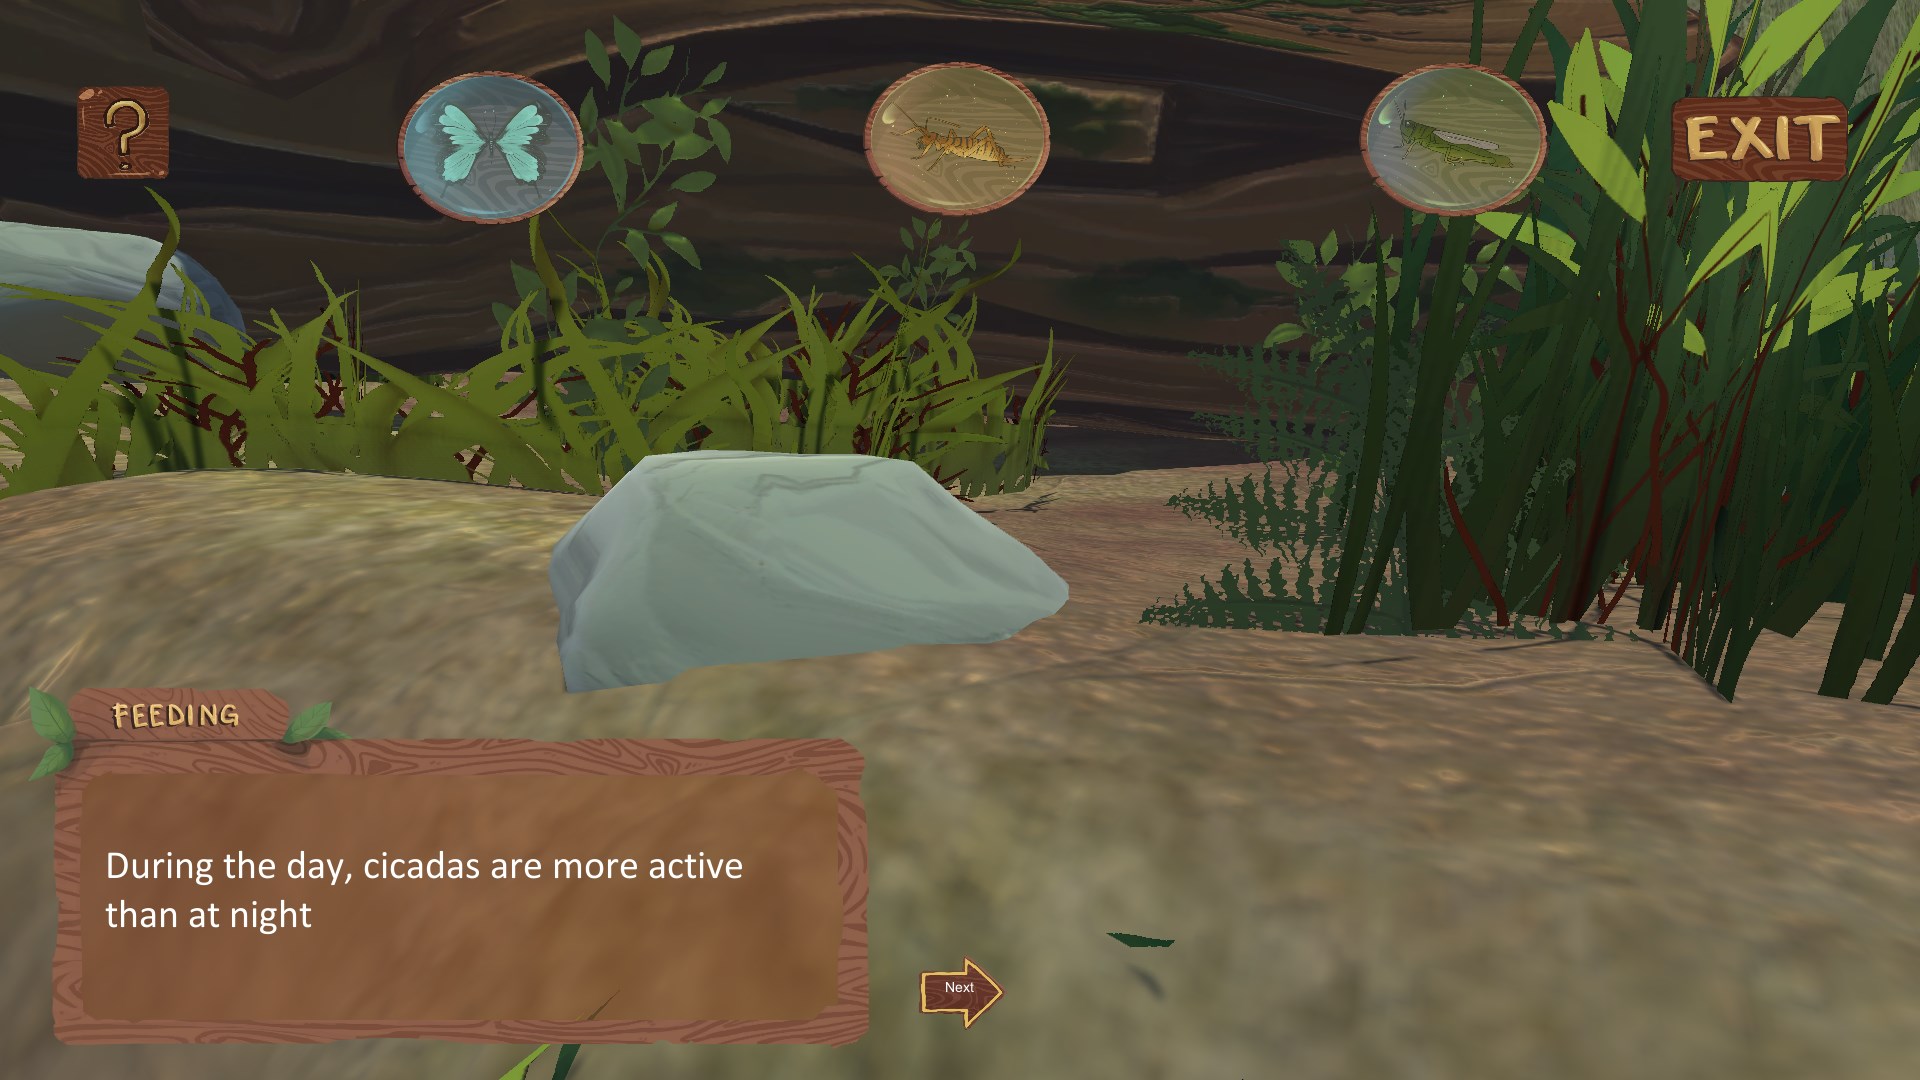 ?
EXIT
FEEDING
During the day, cicadas are more active
than at night
Next